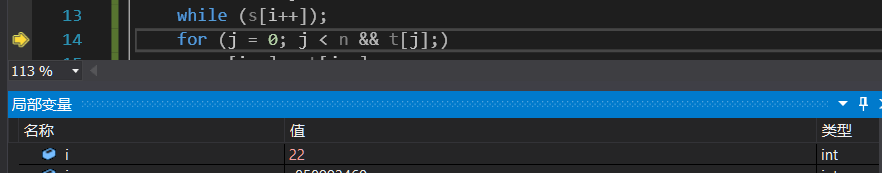 13 while (s[i++]);
14 for (j = 0; j < n && t[j];)
113 %
局部变量
名称 值 类型
i 22 int